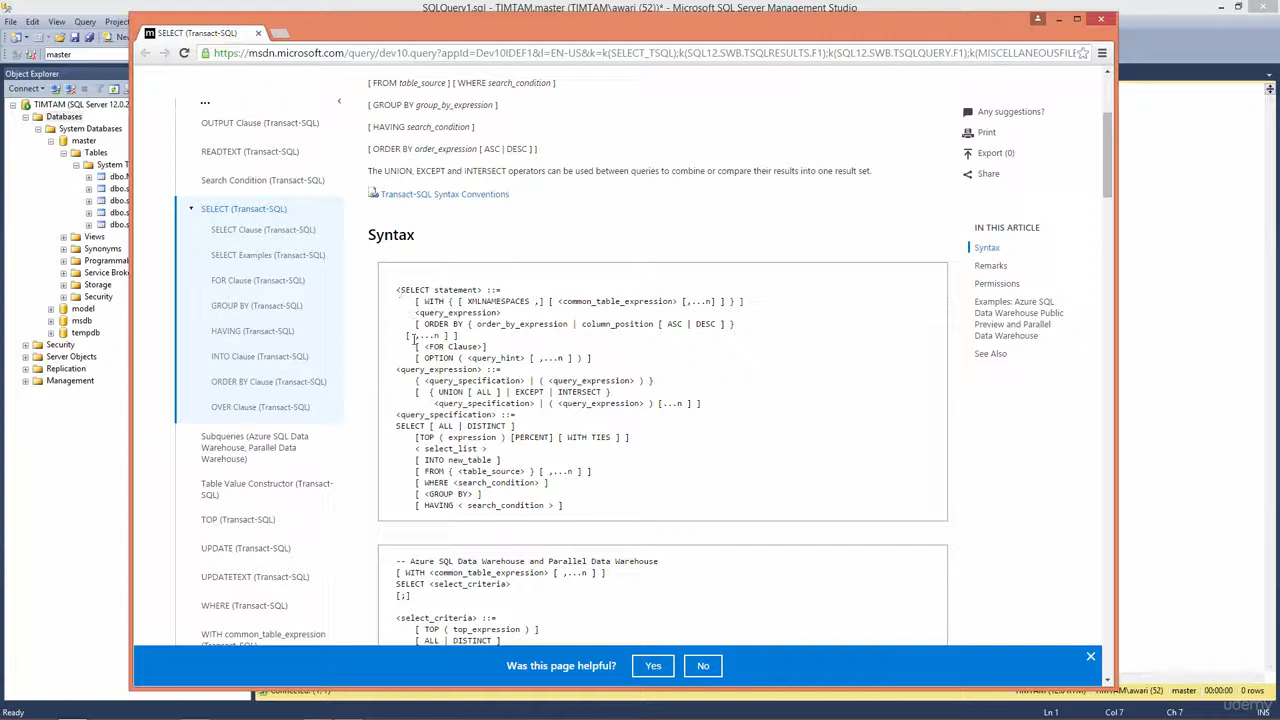 SQLQuery1.sql - TIMTAM.master (TIMTAM\awari (52))* - Microsoft SQL Server Management Studio
File Edit View Query Project
New
master
Object Explorer
Connect
TIMTAM (SQL Server 12.0.2
Databases
System Databases
master
Tables
System T
dbo.M
dbo.s
dbo.s
dbo.s
Views
Synonyms
Programmal
Service Brok
Storage
Security
model
msdb
tempdb
Security
Server Objects
Replication
Management
SELECT (Transact-SQL)
https://msdn.microsoft.com/query/dev10.query?appId=Dev10IDEF1&l=EN-US&k=k(SELECT_TSQL);k(SQL12.SWB.TSQLRESULTS.F1);k(SQL12.SWB.TSQLQUERY.F1);k(MISCELLANEOUSFILE
...
OUTPUT Clause (Transact-SQL)
READTEXT (Transact-SQL)
Search Condition (Transact-SQL)
SELECT (Transact-SQL)
SELECT Clause (Transact-SQL)
SELECT Examples (Transact-SQL)
FOR Clause (Transact-SQL)
GROUP BY (Transact-SQL)
HAVING (Transact-SQL)
INTO Clause (Transact-SQL)
ORDER BY Clause (Transact-SQL)
OVER Clause (Transact-SQL)
Subqueries (Azure SQL Data
Warehouse, Parallel Data
Warehouse)
Table Value Constructor (Transact-
SQL)
TOP (Transact-SQL)
UPDATE (Transact-SQL)
UPDATETEXT (Transact-SQL)
WHERE (Transact-SQL)
WITH common_table_expression
[ FROM table_source ] [ WHERE search_condition ]
[ GROUP BY group_by_expression ]
[ HAVING search_condition ]
[ ORDER BY order_expression [ ASC | DESC ] ]
The UNION, EXCEPT and INTERSECT operators can be used between queries to combine or compare their results into one result set.
Transact-SQL Syntax Conventions
Syntax
<SELECT statement> ::=
[ WITH { [ XMLNAMESPACES ,] [ <common_table_expression> [,...n] ] } ]
<query_expression>
[ ORDER BY { order_by_expression | column_position [ ASC | DESC ] }
[ ,...n ] ]
[ <FOR Clause>]
[ OPTION ( <query_hint> [ ,...n ] ) ]
<query_expression> ::=
{ <query_specification> | ( <query_expression> ) }
[ { UNION [ ALL ] | EXCEPT | INTERSECT }
<query_specification> | ( <query_expression> ) [...n ] ]
<query_specification> ::=
SELECT [ ALL | DISTINCT ]
[TOP ( expression ) [PERCENT] [ WITH TIES ] ]
< select_list >
[ INTO new_table ]
[ FROM { <table_source> } [ ,...n ] ]
[ WHERE <search_condition> ]
[ <GROUP BY> ]
[ HAVING < search_condition > ]
-- Azure SQL Data Warehouse and Parallel Data Warehouse
[ WITH <common_table_expression> [ ,...n ] ]
SELECT <select_criteria>
[;]
<select_criteria> ::=
[ TOP ( top_expression ) ]
[ ALL | DISTINCT ]
Any suggestions?
Print
Export (0)
Share
IN THIS ARTICLE
Syntax
Remarks
Permissions
Examples: Azure SQL
Data Warehouse Public
Preview and Parallel
Data Warehouse
See Also
Was this page helpful? Yes No
Connected. (1/1)
TIMTAM\awari (52) master 00:00:00 0 rows
Ready
Ln 1 Col 7 Ch 7 INS
udemy